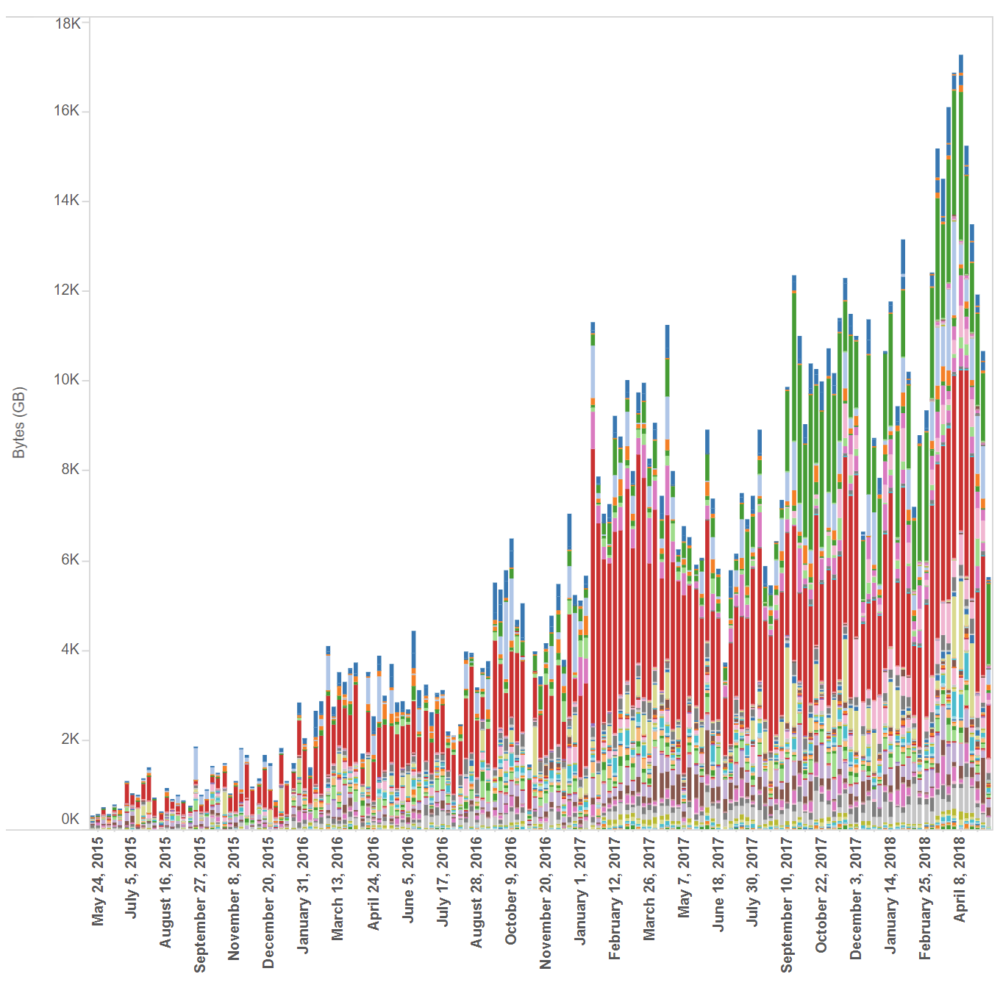 18K
16K
14K
12K
10K
8K
6K
4K
2K
0K
Bytes (GB)
May 24, 2015
July 5, 2015
August 16, 2015
September 27, 2015
November 8, 2015
December 20, 2015
January 31, 2016
March 13, 2016
April 24, 2016
June 5, 2016
July 17, 2016
August 28, 2016
October 9, 2016
November 20, 2016
January 1, 2017
February 12, 2017
March 26, 2017
May 7, 2017
June 18, 2017
July 30, 2017
September 10, 2017
October 22, 2017
December 3, 2017
January 14, 2018
February 25, 2018
April 8, 2018